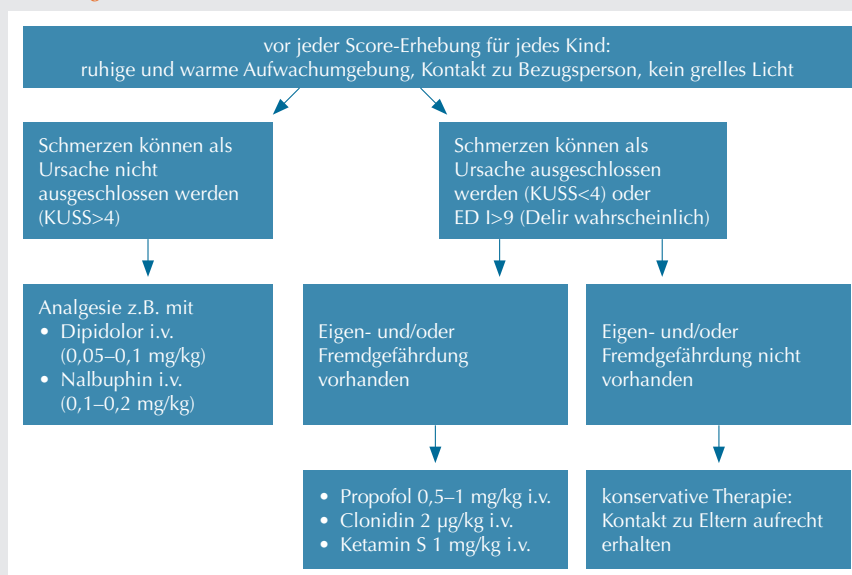 vor jeder Score-Erhebung für jedes Kind:
ruhige und warme Aufwachumgebung, Kontakt zu Bezugsperson, kein grelles Licht
Schmerzen können als
Ursache nicht
ausgeschlossen werden
(KUSS>4)
Schmerzen können als
Ursache ausgeschlossen
werden (KUSS<4) oder
ED I>9 (Delir wahrscheinlich)
Analgesie z.B. mit
• Dipidolor i.v.
(0,05–0,1 mg/kg)
• Nalbuphin i.v.
(0,1–0,2 mg/kg)
Eigen- und/oder
Fremdgefährdung
vorhanden
Eigen- und/oder
Fremdgefährdung nicht
vorhanden
• Propofol 0,5–1 mg/kg i.v.
• Clonidin 2 µg/kg i.v.
• Ketamin S 1 mg/kg i.v.
konservative Therapie:
Kontakt zu Eltern aufrecht
erhalten